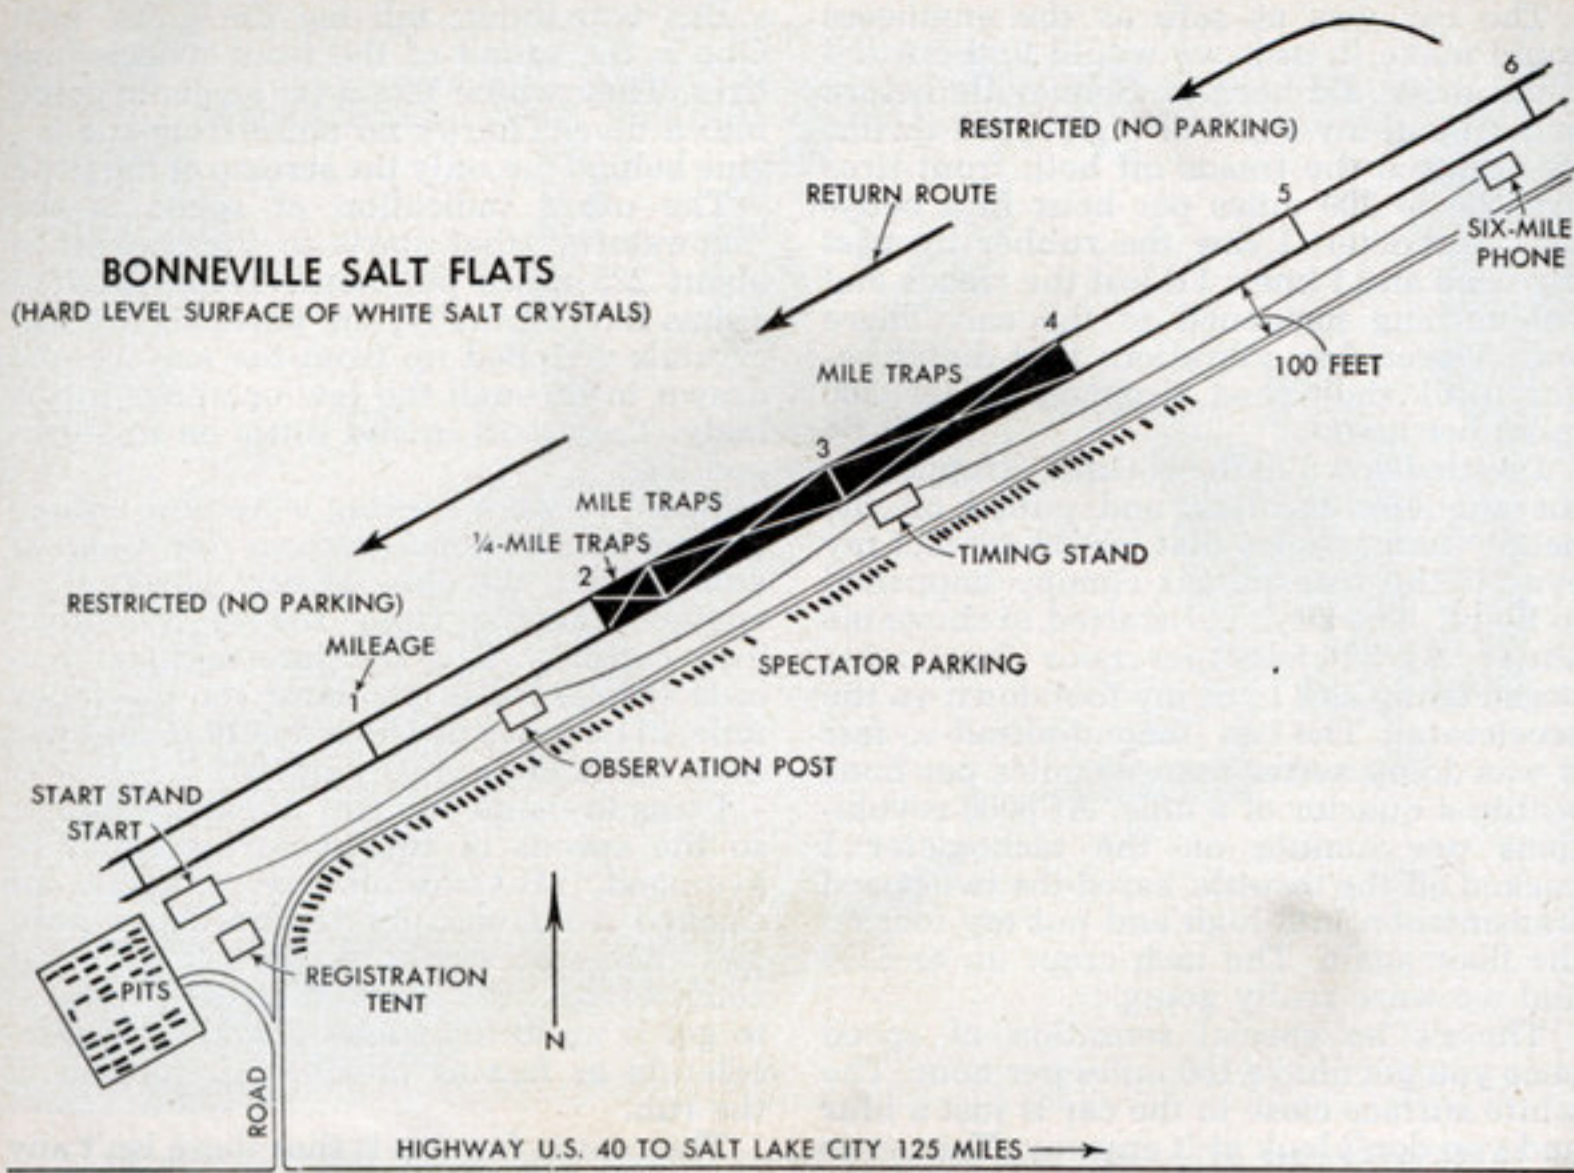 6
RESTRICTED (NO PARKING)
RETURN ROUTE
5
SIX-MILE
PHONE
BONNEVILLE SALT FLATS
(HARD LEVEL SURFACE OF WHITE SALT CRYSTALS)
4
MILE TRAPS
100 FEET
3
MILE TRAPS
¼-MILE TRAPS
2
TIMING STAND
RESTRICTED (NO PARKING)
MILEAGE
1
SPECTATOR PARKING
OBSERVATION POST
START STAND
START
PITS
REGISTRATION
TENT
N
ROAD
HIGHWAY U.S. 40 TO SALT LAKE CITY 125 MILES